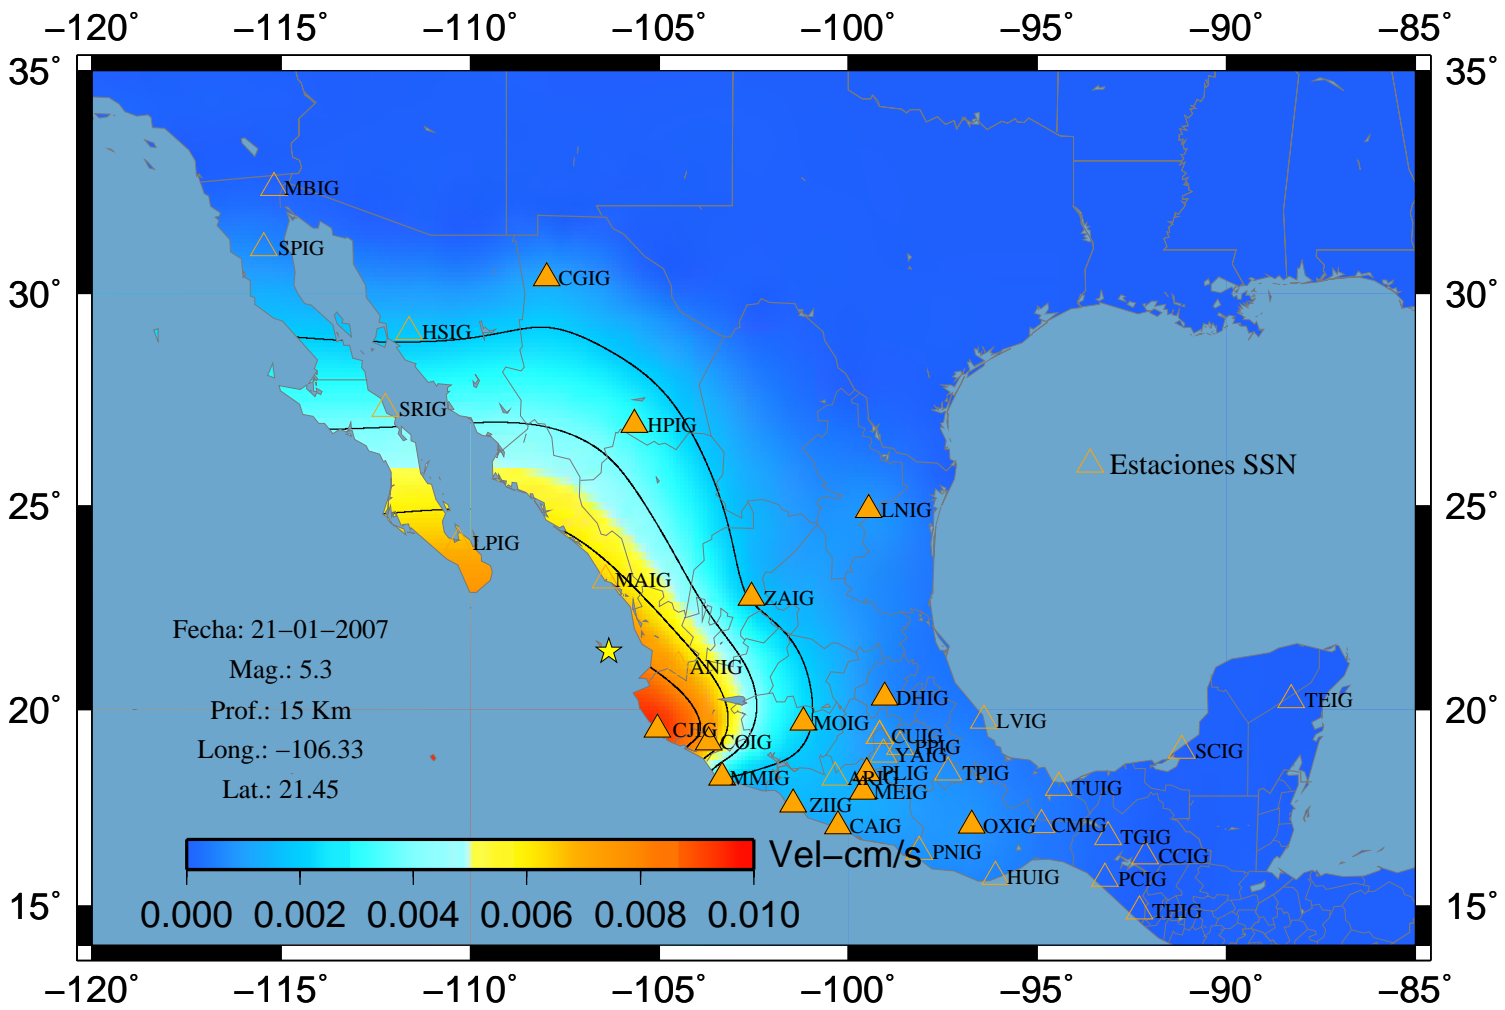 −120˚ −115˚ −110˚ −105˚ −100˚ −95˚ −90˚ −85˚
35˚ 35˚
MBIG
SPIG
CGIG
30˚ 30˚
HSIG
SRIG
HPIG
Estaciones SSN
25˚ 25˚
LNIG
LPIG
MAIG
ZAIG
Fecha: 21−01−2007
Mag.: 5.3
ANIG
DHIG
TEIG
Prof.: 15 Km
20˚ 20˚
MOIG
LVIG
CJIG
COIG
CUIG
PPIG
YAIG
SCIG
Long.: −106.33
MMIG
ARIG
PLIG
TPIG
Lat.: 21.45
MEIG
TUIG
ZIIG
CAIG
OXIG
CMIG
TGIG
PNIG
CCIG
Vel−cm/s
HUIG
PCIG
THIG
0.000 0.002 0.004 0.006 0.008 0.010
15˚ 15˚
−120˚ −115˚ −110˚ −105˚ −100˚ −95˚ −90˚ −85˚